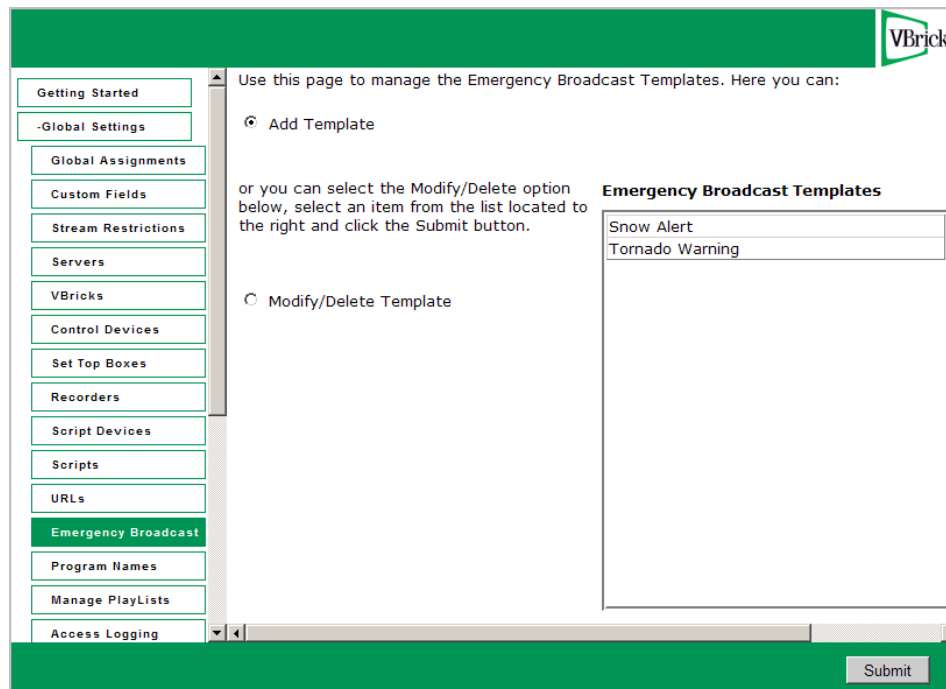 VBrick
Getting Started
-Global Settings
Global Assignments
Custom Fields
Stream Restrictions
Servers
VBricks
Control Devices
Set Top Boxes
Recorders
Script Devices
Scripts
URLs
Emergency Broadcast
Program Names
Manage PlayLists
Access Logging
Use this page to manage the Emergency Broadcast Templates. Here you can:
Add Template
or you can select the Modify/Delete option
below, select an item from the list located to
the right and click the Submit button.
Modify/Delete Template
Emergency Broadcast Templates
Snow Alert
Tornado Warning
Submit